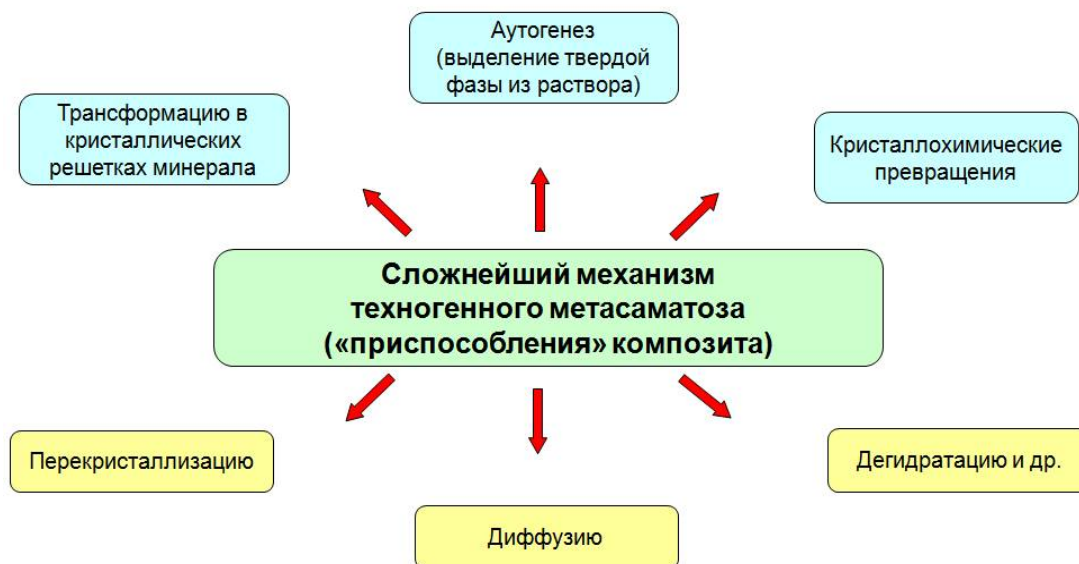 Аутогенез
(выделение твердой
фазы из раствора)
Трансформацию в
кристаллических
решетках минерала
Кристаллохимические
превращения
Сложнейший механизм
техногенного метасаматоза
(«приспособления» композита)
Перекристаллизацию
Диффузию
Дегидратацию и др.